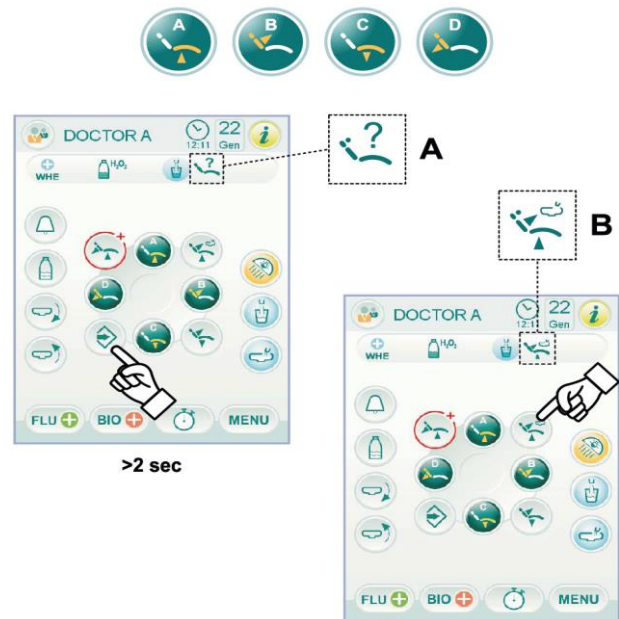 A B C D
DOCTOR A 12:11 22 Gen i
WHE H₂O₂ ?
? A
A
D B
C
FLU BIO MENU
>2 sec
B
DOCTOR A 12:1 22 Gen i
WHE H₂O₂
A
D B
C
FLU BIO MENU